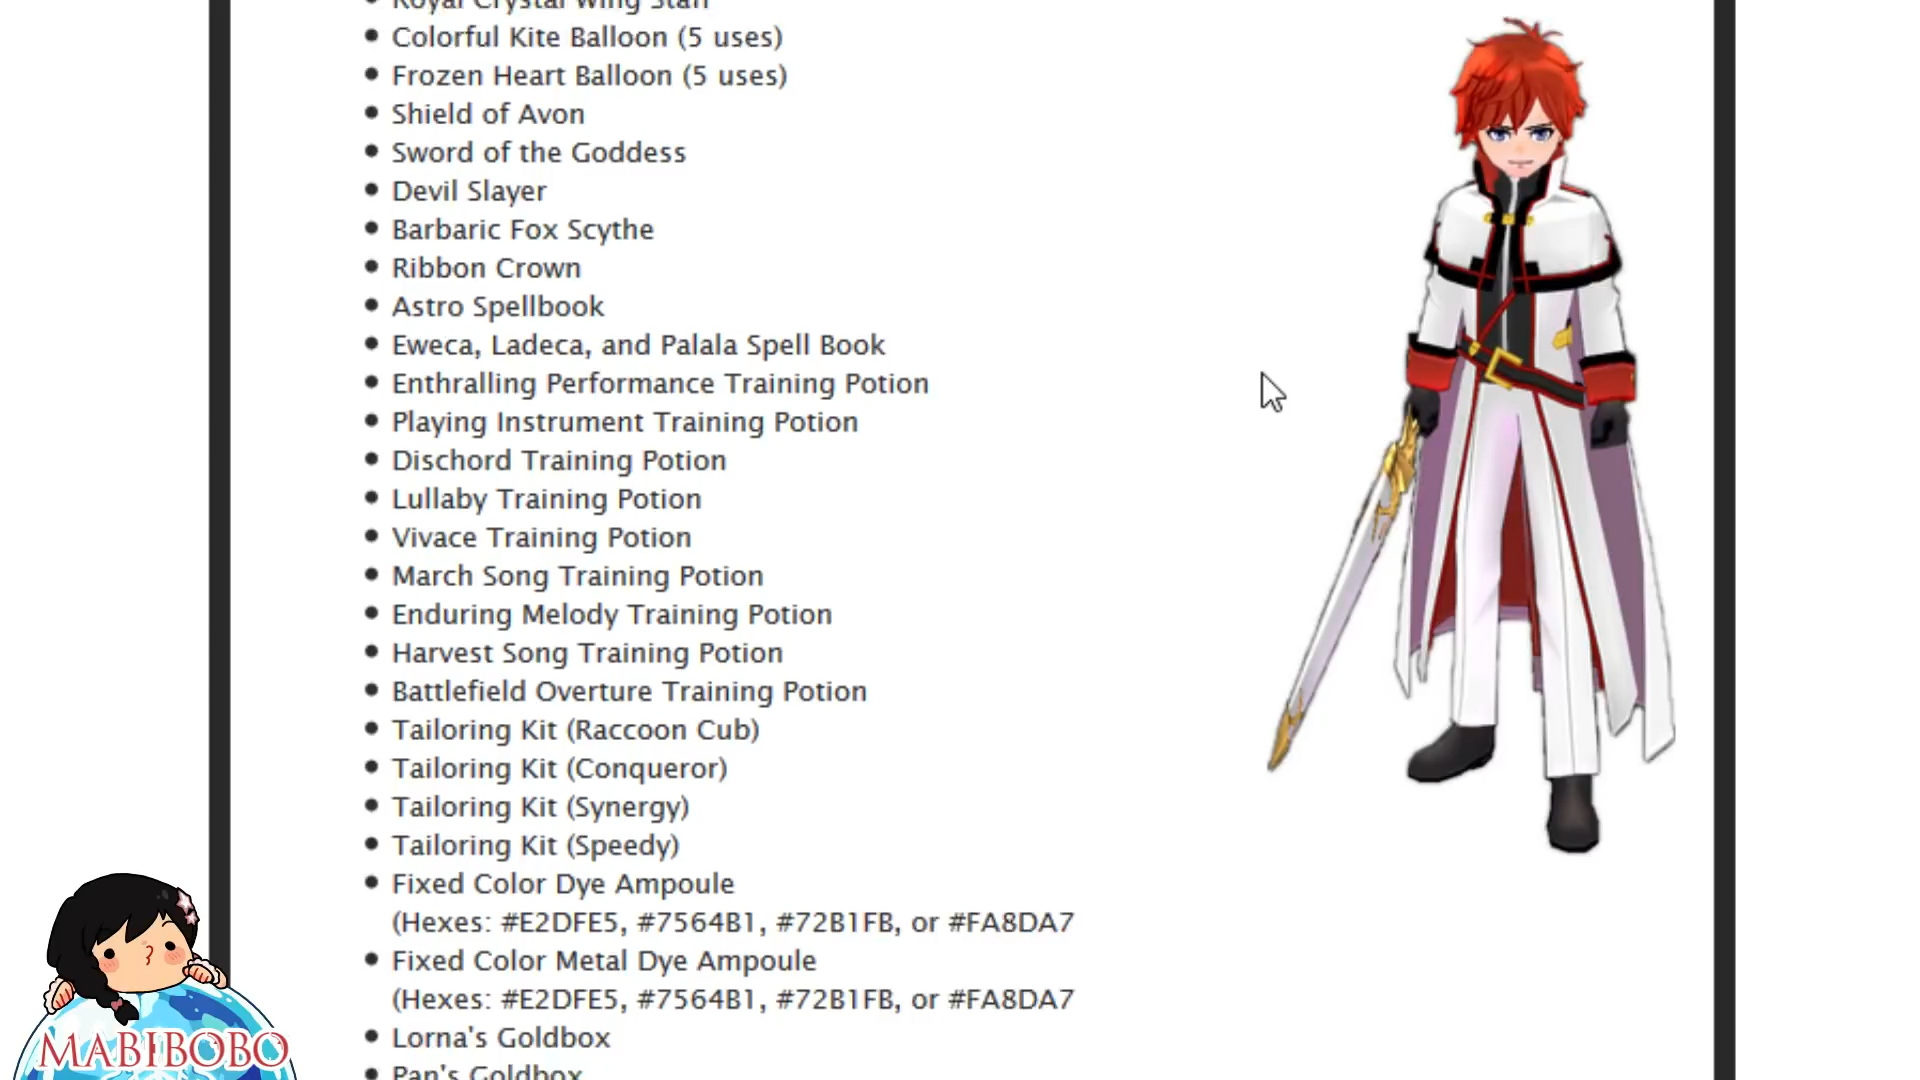 Royal Crystal Wing Staff
Colorful Kite Balloon (5 uses)
Frozen Heart Balloon (5 uses)
Shield of Avon
Sword of the Goddess
Devil Slayer
Barbaric Fox Scythe
Ribbon Crown
Astro Spellbook
Eweca, Ladeca, and Palala Spell Book
Enthralling Performance Training Potion
Playing Instrument Training Potion
Dischord Training Potion
Lullaby Training Potion
Vivace Training Potion
March Song Training Potion
Enduring Melody Training Potion
Harvest Song Training Potion
Battlefield Overture Training Potion
Tailoring Kit (Raccoon Cub)
Tailoring Kit (Conqueror)
Tailoring Kit (Synergy)
Tailoring Kit (Speedy)
Fixed Color Dye Ampoule
(Hexes: #E2DFE5, #7564B1, #72B1FB, or #FA8DA7
Fixed Color Metal Dye Ampoule
(Hexes: #E2DFE5, #7564B1, #72B1FB, or #FA8DA7
Lorna's Goldbox
Pan's Goldbox
MABIBOBO